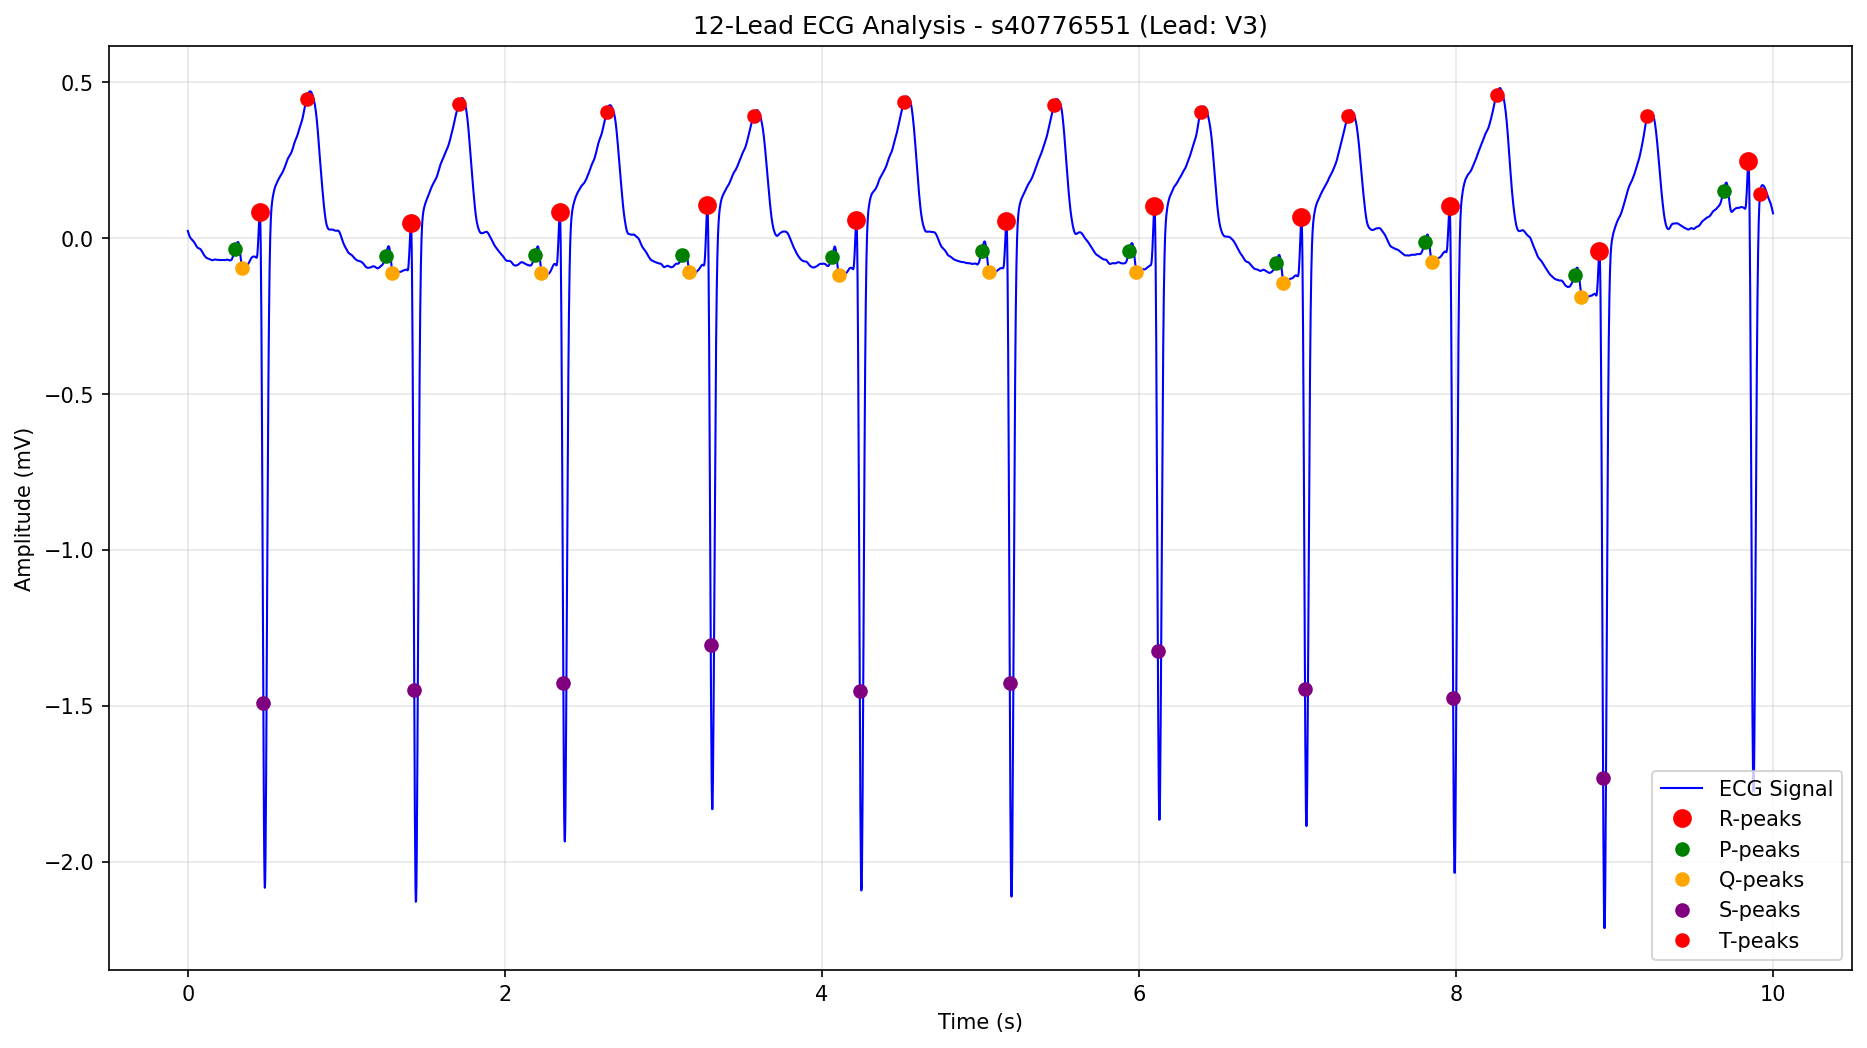 12-Lead ECG Analysis - s40776551 (Lead: V3)
Amplitude (mV)
0.5
0.0
−0.5
−1.0
−1.5
−2.0
ECG Signal
R-peaks
P-peaks
Q-peaks
S-peaks
T-peaks
0 2 4 6 8 10
Time (s)